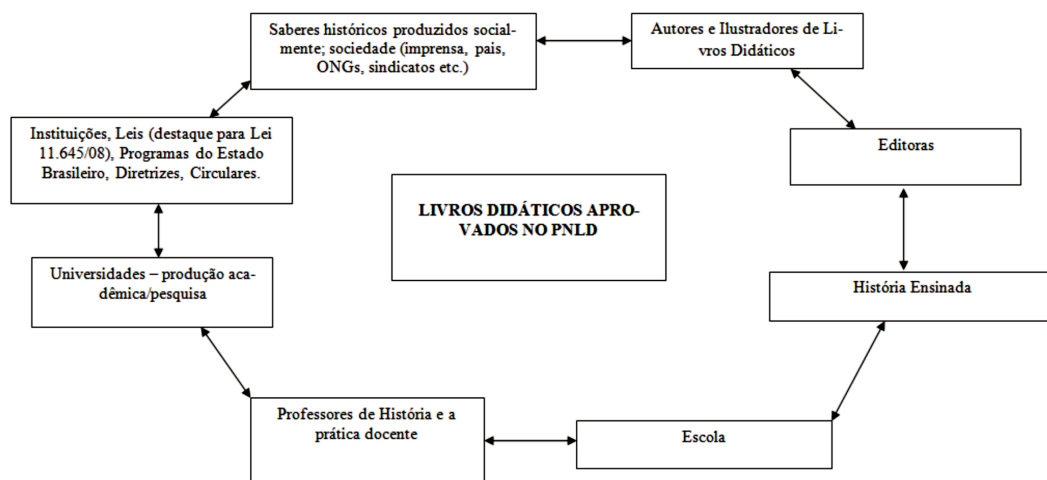 Saberes históricos produzidos social-
mente; sociedade (imprensa, pais,
ONGs, sindicatos etc.)
Autores e Ilustradores de Li-
vros Didáticos
Instituições, Leis (destaque para Lei
11.645/08), Programas do Estado
Brasileiro, Diretrizes, Circulares.
Editoras
LIVROS DIDÁTICOS APRO-
VADOS NO PNLD
Universidades – produção aca-
dêmica/pesquisa
História Ensinada
Professores de História e a
prática docente
Escola